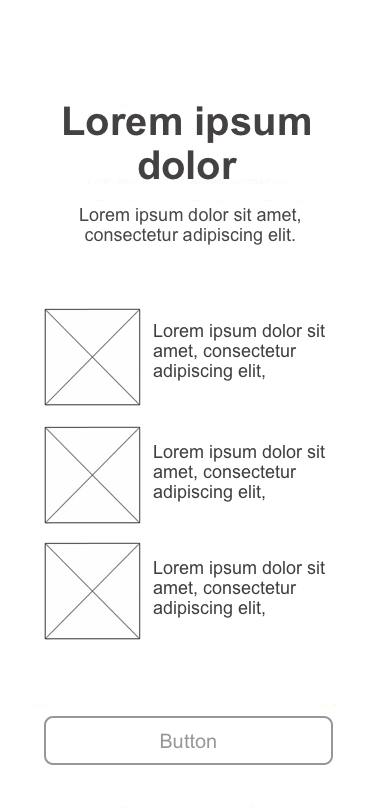 Lorem ipsum
dolor
Lorem ipsum dolor sit amet,
consectetur adipiscing elit.
Lorem ipsum dolor sit
amet, consectetur
adipiscing elit,
Lorem ipsum dolor sit
amet, consectetur
adipiscing elit,
Lorem ipsum dolor sit
amet, consectetur
adipiscing elit,
Button